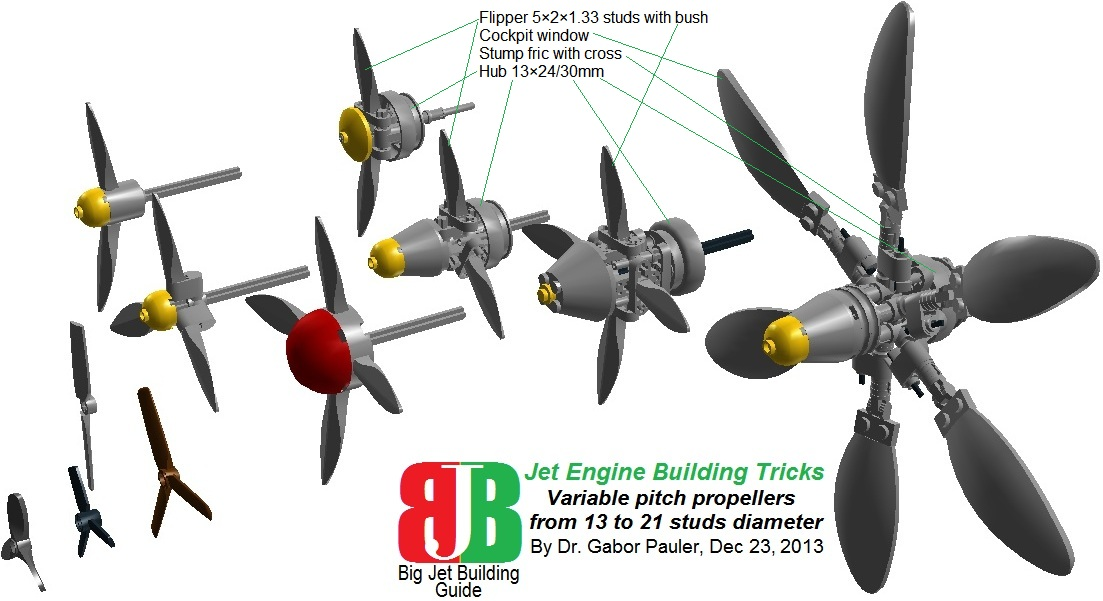 Flipper 5×2×1.33 studs with bush
Cockpit window
Stump fric with cross
Hub 13×24/30mm
BJB
Big Jet Building
Guide
Jet Engine Building Tricks
Variable pitch propellers
from 13 to 21 studs diameter
By Dr. Gabor Pauler, Dec 23, 2013